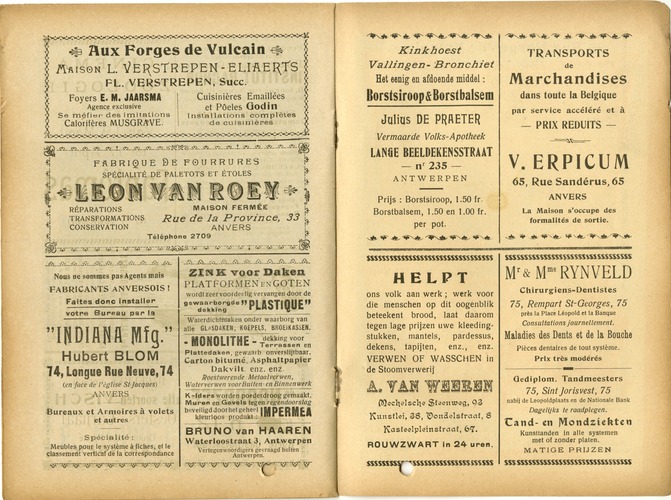 Aux Forges de Vulcain
MAISON L. VERSTREPEN-ELIAERTS
FL. VERSTREPEN, Succ.
Foyers E. M. JAARSMA
Agence exclusive
Se méfier des imitations
Calorifères MUSGRAVE.
Cuisinières Emaillées
et Pôeles Godin
Installations complètes
de cuisinières
FABRIQUE DE FOURRURES
SPÉCIALITÉ DE PALETOTS ET ÉTOLES
LEON VAN ROEY
RÉPARATIONS
TRANSFORMATIONS
CONSERVATION
MAISON FERMÉE
Rue de la Province, 33
ANVERS
Téléphone 2709
Nous ne sommes pas Agents mais
FABRICANTS ANVERSOIS !
Faites donc installer
votre Bureau par la
"INDIANA Mfg."
Hubert BLOM
74, Longue Rue Neuve, 74
(en face de l'église St-Jacques)
ANVERS
Bureaux et Armoires à volets
et autres
Spécialité :
Meubles pour le système à fiches, et le
classement vertical de la correspondance
ZINK voor Daken
PLATFORMEN EN GOTEN
wordt zeer voordeelig vervangen door de
gewaarborgde "PLASTIQUE"
dekking
Waterdichtmaken onder waarborg van
alle GLASDAKEN, KOEPELS, BROEIKASSEN.
- MONOLITHE - dekking voor
Terrassen en
Plattedaken, gewaarb. onverslijtbaar.
Carton bitumé, Asphaltpapier
Dakvilt enz. enz
Roestwerende Metaalverwen,
Waterverwen voor Buiten- en Binnenwerk
Kelders worden poederdroog gemaakt.
Muren en Gevels tegen regendoorslag
beveiligd door het geheel IMPERMEA
kleurloos produkt:
BRUNO van HAAREN
Waterloostraat 3, Antwerpen
Vertegenwoordigers gevraagd buiten
Antwerpen.
Kinkhoest
Vallingen- Bronchiet
Het eenig en afdoende middel :
Borstsiroop & Borstbalsem
Julius DE PRAETER
Vermaarde Volks-Apotheek
LANGE BEELDEKENSSTRAAT
— nr 235 —
ANTWERPEN
Prijs : Borstsiroop, 1.50 fr.
Borstbalsem, 1.50 en 1.00 fr.
per pot.
HELPT
ons volk aan werk; werk voor
die menschen op dit oogenblik
beteekent brood, laat daarom
tegen lage prijzen uwe kleeding-
stukken, mantels, pardessus,
dekens, tapijten, enz., enz.
VERWEN OF WASSCHEN in
de Stoomververij
A. VAN WEEREN
Mechelsche Steenweg, 92
Kunstlei, 36, Vondelstraat, 8
Kasteelpleinstraat, 67.
ROUWZWART in 24 uren.
TRANSPORTS
de
Marchandises
dans toute la Belgique
par service accéléré et à
— PRIX REDUITS —
V. ERPICUM
65, Rue Sandérus, 65
ANVERS
La Maison s'occupe des
formalités de sortie.
Mr & Mme RYNVELD
Chirurgiens-Dentistes
75, Rempart St-Georges, 75
près la Place Léopold et la Banque
Consultations journellement.
Maladies des Dents et de la Bouche
Pièces dentaires de tout système.
Prix très modérés
Gediplom. Tandmeesters
75, Sint Jorisvest, 75
nabij de Leopoldplaats en de Nationale Bank
Dagelijks te raadplegen.
Tand- en Mondziekten
Kunsttanden in alle systemen
met of zonder platen.
MATIGE PRIJZEN